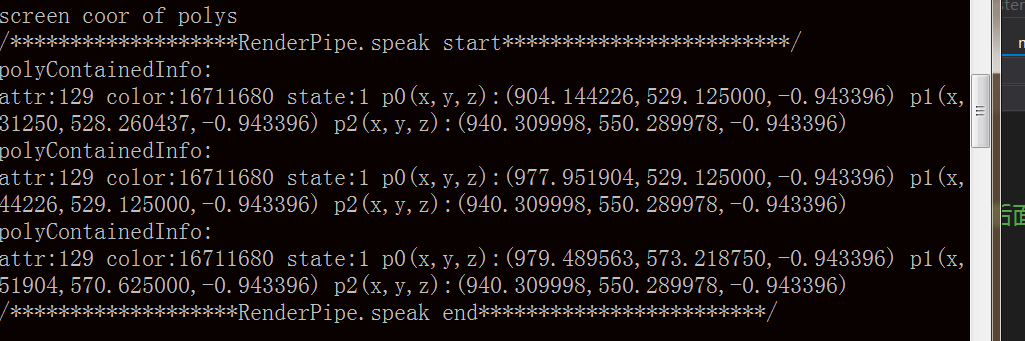 screen coor of polys
/*******************RenderPipe.speak start************************/
polyContainedInfo:
attr:129 color:16711680 state:1 p0(x,y,z):(904.144226,529.125000,-0.943396) p1(x,
31250,528.260437,-0.943396) p2(x,y,z):(940.309998,550.289978,-0.943396)
polyContainedInfo:
attr:129 color:16711680 state:1 p0(x,y,z):(977.951904,529.125000,-0.943396) p1(x,
44226,529.125000,-0.943396) p2(x,y,z):(940.309998,550.289978,-0.943396)
polyContainedInfo:
attr:129 color:16711680 state:1 p0(x,y,z):(979.489563,573.218750,-0.943396) p1(x,
51904,570.625000,-0.943396) p2(x,y,z):(940.309998,550.289978,-0.943396)
/*******************RenderPipe.speak end************************/